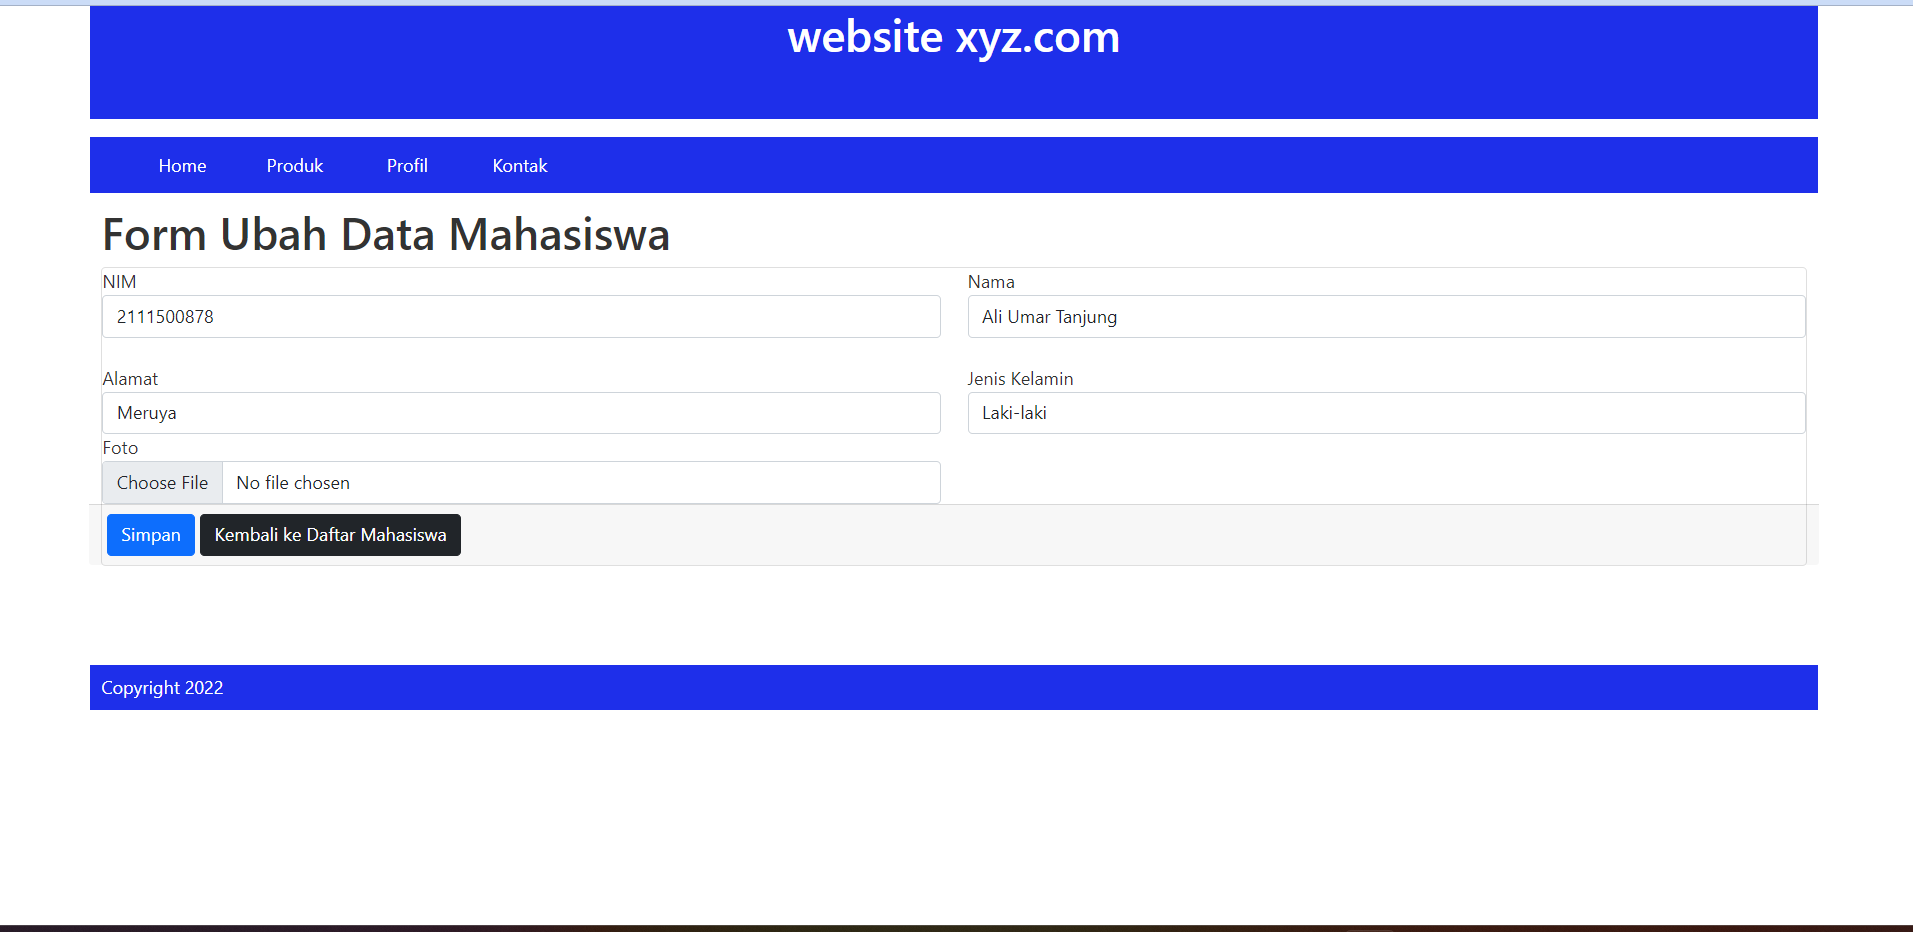 website xyz.com
Home Produk Profil Kontak
Form Ubah Data Mahasiswa
NIM Nama
2111500878 Ali Umar Tanjung
Alamat Jenis Kelamin
Meruya Laki-laki
Foto
Choose File No file chosen
Simpan Kembali ke Daftar Mahasiswa
Copyright 2022